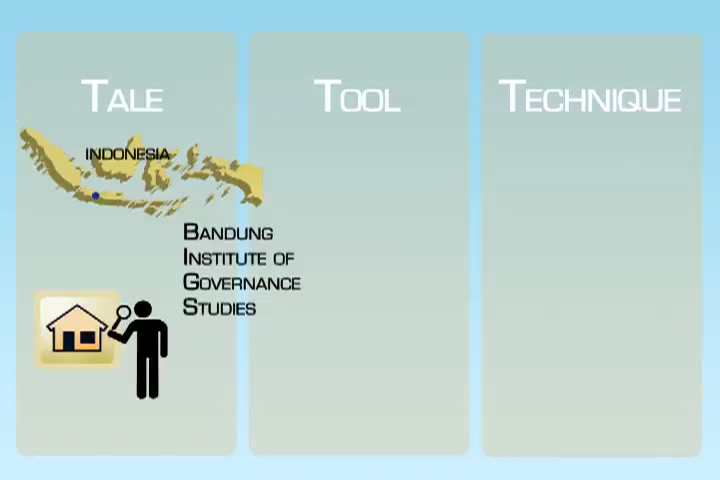 TALE
TOOL
TECHNIQUE
INDONESIA
BANDUNG
INSTITUTE OF
GOVERNANCE
STUDIES